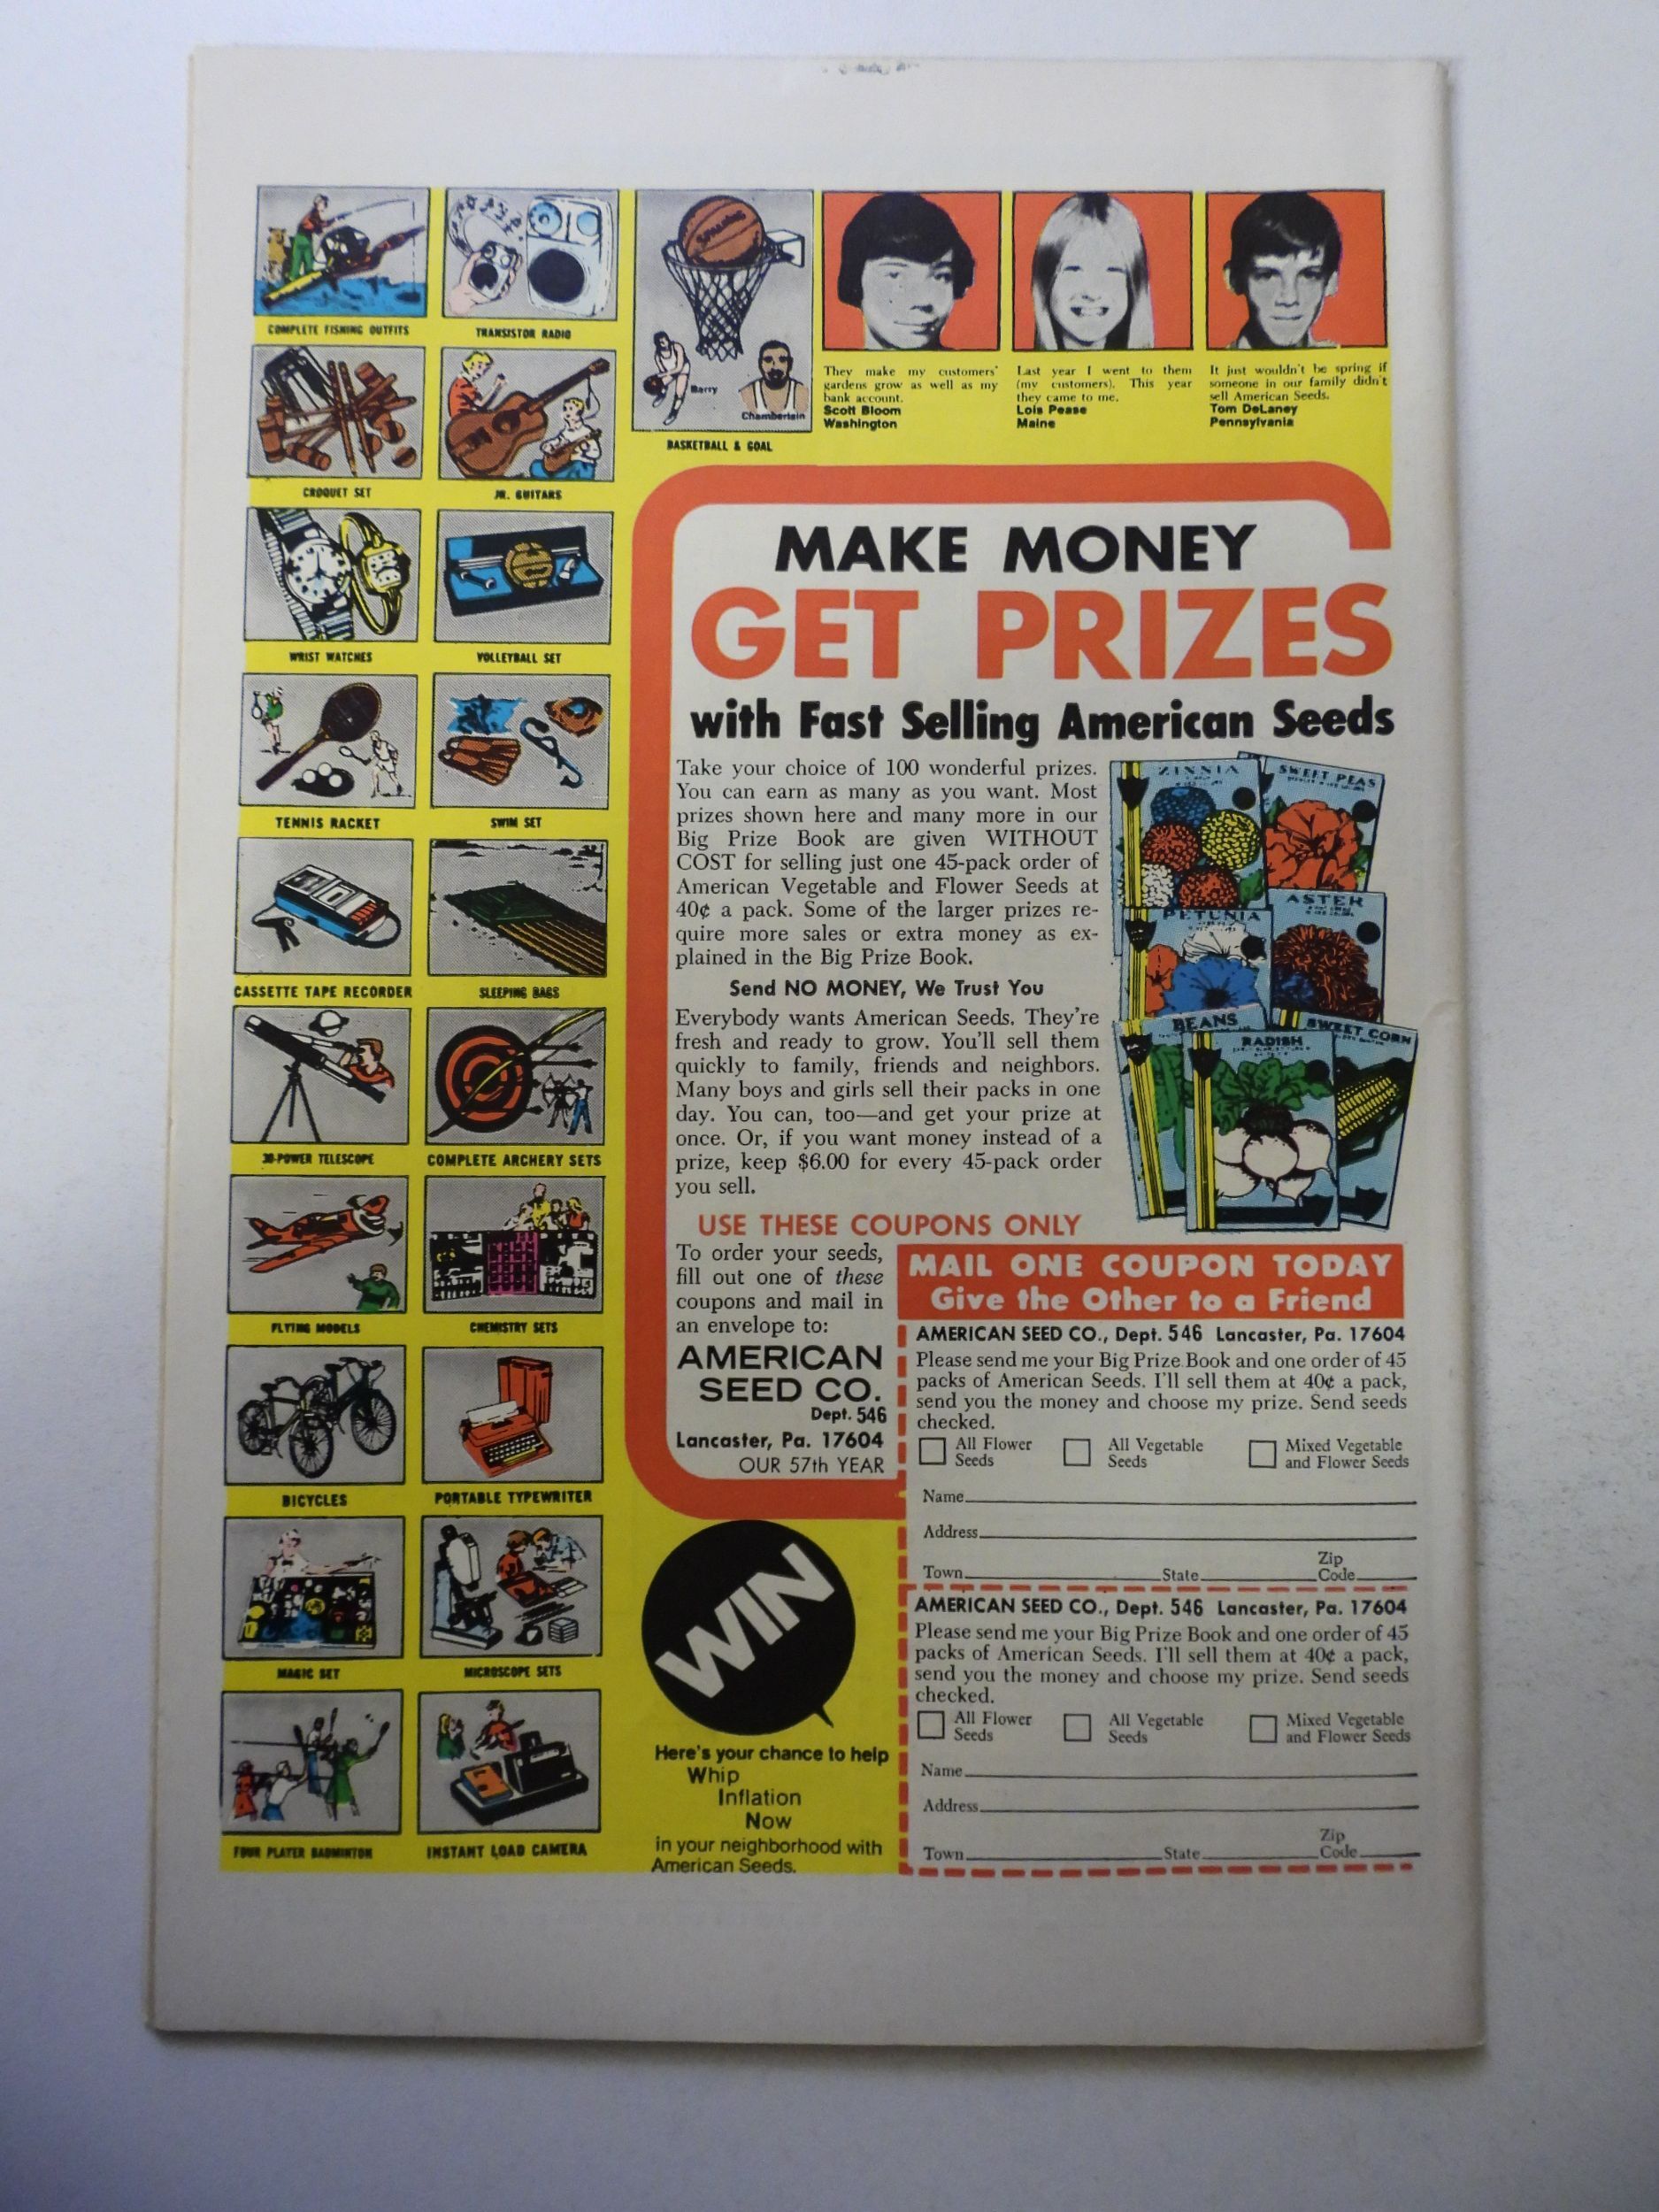 COMPLETE FISHING OUTFITS
TRANSISTOR RADIO
CROQUET SET
JR. GUITARS
WRIST WATCHES
VOLLEYBALL SET
TENNIS RACKET
SWIM SET
CASSETTE TAPE RECORDER
SLEEPING BAGS
30-POWER TELESCOPE
COMPLETE ARCHERY SETS
FLYING MODELS
CHEMISTRY SETS
BICYCLES
PORTABLE TYPEWRITER
MAGIC SET
MICROSCOPE SETS
FOUR PLAYER BADMINTON
INSTANT LOAD CAMERA
SPALDING
Barry
Chamberlain
BASKETBALL & GOAL
They make my customers'
gardens grow as well as my
bank account.
Scott Bloom
Washington
Last year I went to them
(my customers). This year
they came to me.
Lois Pease
Maine
It just wouldn't be spring if
someone in our family didn't
sell American Seeds.
Tom DeLaney
Pennsylvania
MAKE MONEY
GET PRIZES
with Fast Selling American Seeds
Take your choice of 100 wonderful prizes.
You can earn as many as you want. Most
prizes shown here and many more in our
Big Prize Book are given WITHOUT
COST for selling just one 45-pack order of
American Vegetable and Flower Seeds at
40¢ a pack. Some of the larger prizes re-
quire more sales or extra money as ex-
plained in the Big Prize Book.
Send NO MONEY, We Trust You
Everybody wants American Seeds. They're
fresh and ready to grow. You'll sell them
quickly to family, friends and neighbors.
Many boys and girls sell their packs in one
day. You can, too—and get your prize at
once. Or, if you want money instead of a
prize, keep $6.00 for every 45-pack order
you sell.
ZINNIA
SWEET PEAS
PETUNIA
ASTER
BEANS
RADISH
SWEET CORN
USE THESE COUPONS ONLY
To order your seeds,
fill out one of these
coupons and mail in
an envelope to:
AMERICAN
SEED CO.
Dept. 546
Lancaster, Pa. 17604
OUR 57th YEAR
WIN
Here's your chance to help
Whip
Inflation
Now
in your neighborhood with
American Seeds.
MAIL ONE COUPON TODAY
Give the Other to a Friend
AMERICAN SEED CO., Dept. 546 Lancaster, Pa. 17604
Please send me your Big Prize Book and one order of 45
packs of American Seeds. I'll sell them at 40¢ a pack,
send you the money and choose my prize. Send seeds
checked.
All Flower Seeds
All Vegetable Seeds
Mixed Vegetable and Flower Seeds
Name
Address
Town State Zip Code
AMERICAN SEED CO., Dept. 546 Lancaster, Pa. 17604
Please send me your Big Prize Book and one order of 45
packs of American Seeds. I'll sell them at 40¢ a pack,
send you the money and choose my prize. Send seeds
checked.
All Flower Seeds
All Vegetable Seeds
Mixed Vegetable and Flower Seeds
Name
Address
Town State Zip Code